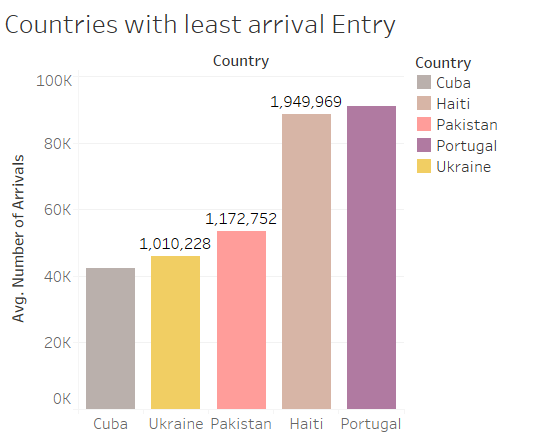 Countries with least arrival Entry
Country
Avg. Number of Arrivals
100K
80K
60K
40K
20K
0K
1,010,228
1,172,752
1,949,969
Cuba
Ukraine
Pakistan
Haiti
Portugal
Country
Cuba
Haiti
Pakistan
Portugal
Ukraine